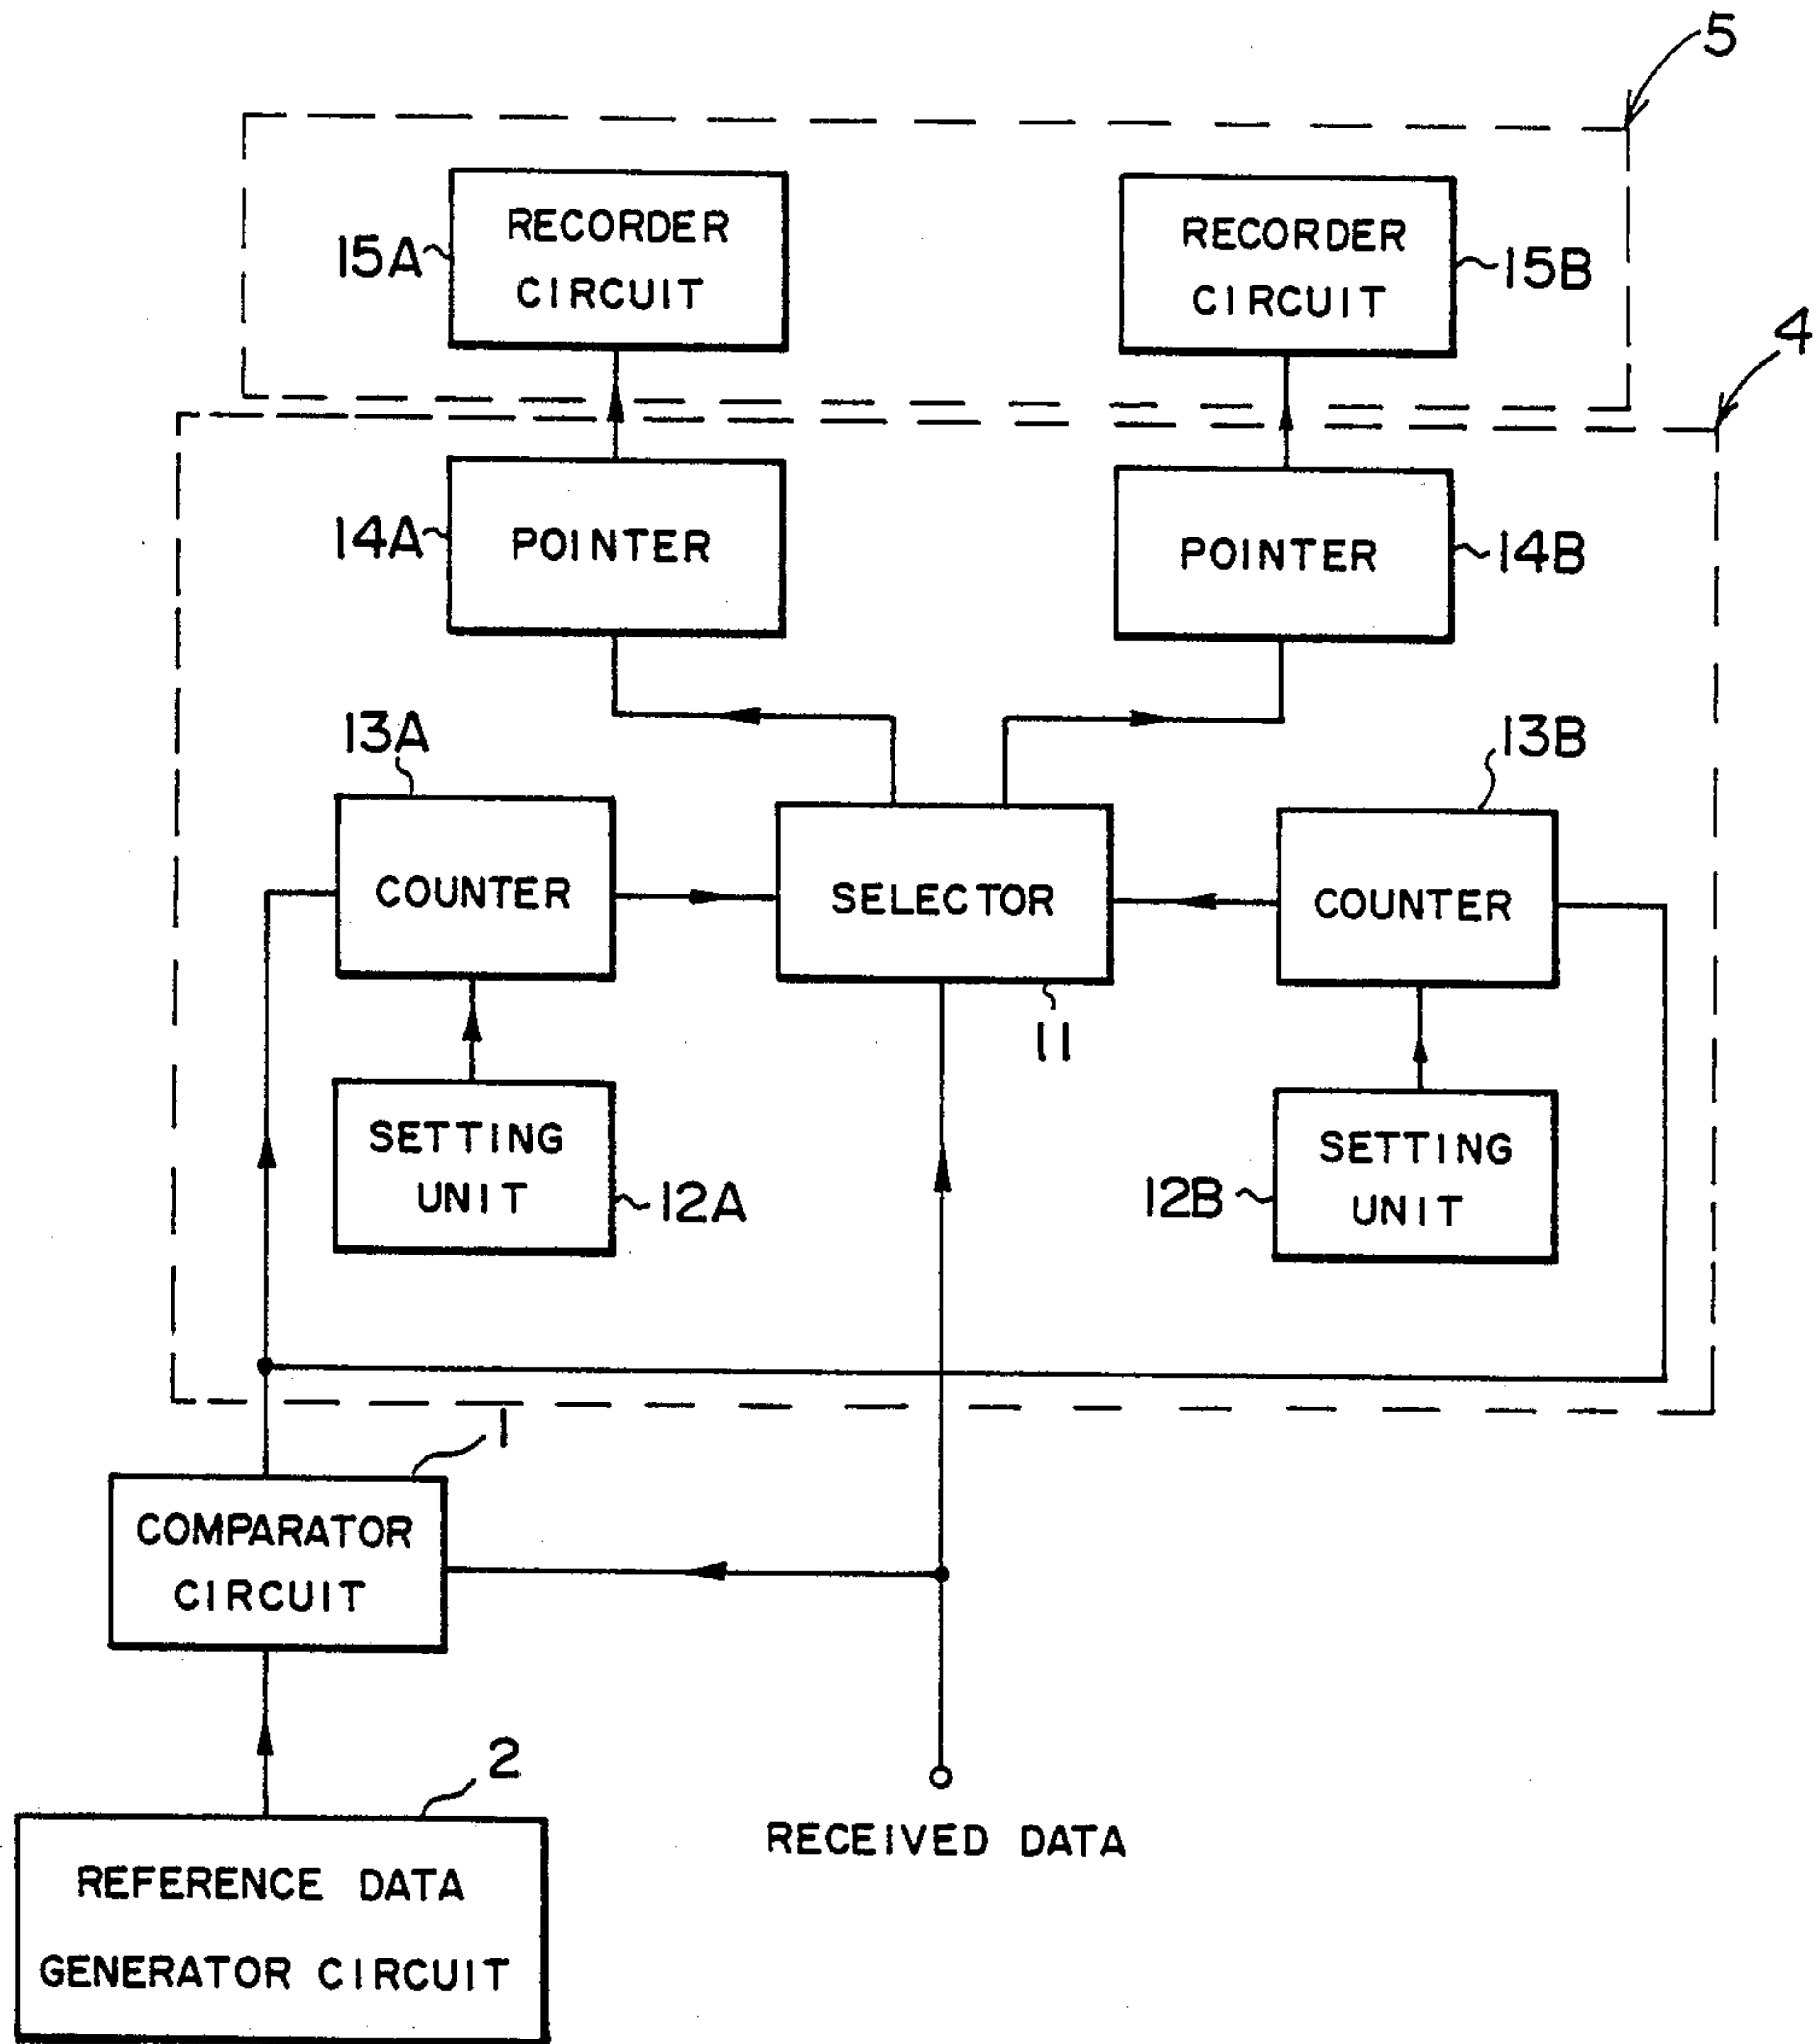 5
RECORDER
CIRCUIT
15A
RECORDER
CIRCUIT
15B
4
14A
POINTER
POINTER
14B
13A
13B
COUNTER
SELECTOR
COUNTER
11
SETTING
UNIT
12A
SETTING
UNIT
12B
1
COMPARATOR
CIRCUIT
2
RECEIVED DATA
REFERENCE DATA
GENERATOR CIRCUIT